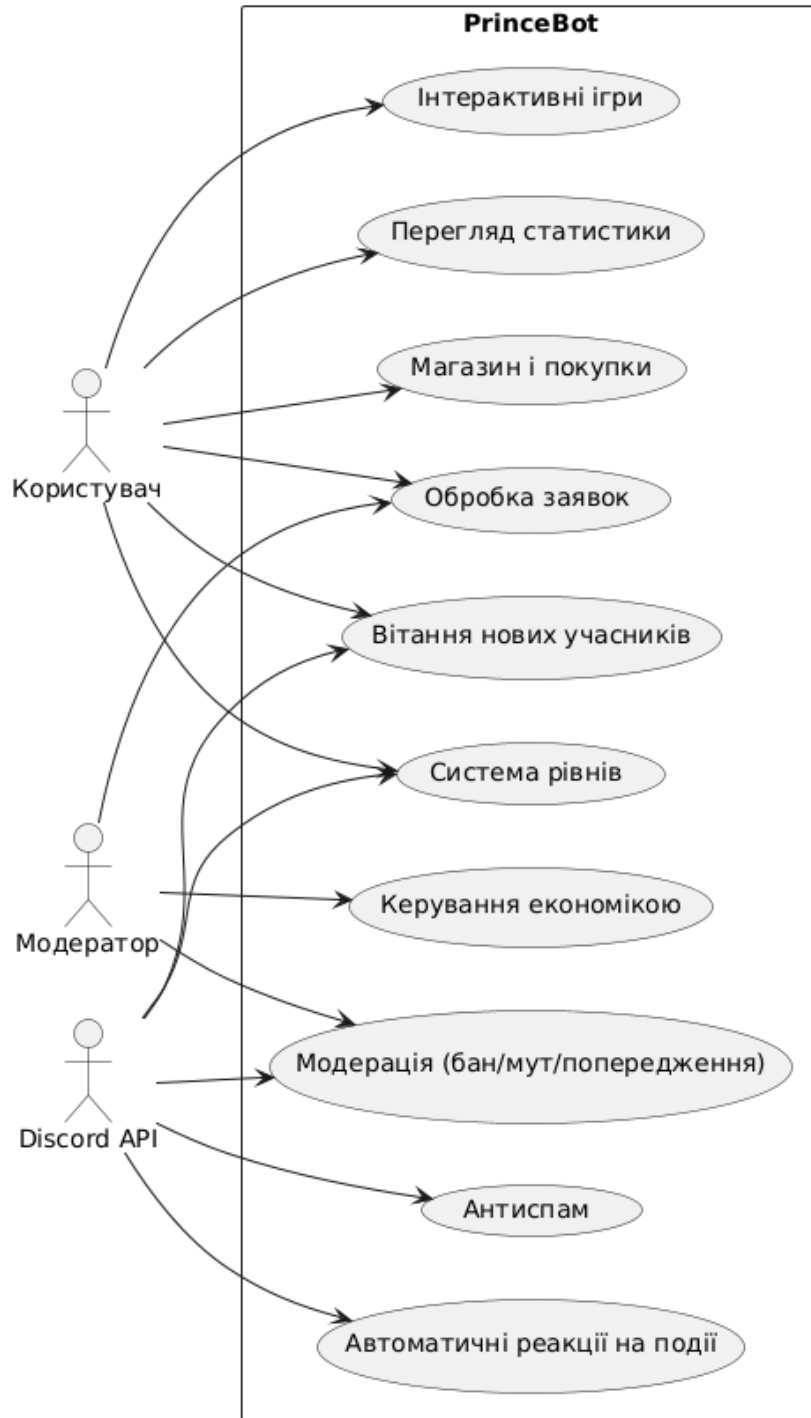 PrinceBot
Інтерактивні ігри
Перегляд статистики
Магазин і покупки
Користувач
Обробка заявок
Вітання нових учасників
Система рівнів
Керування економікою
Модератор
Модерація (бан/мут/попередження)
Discord API
Антиспам
Автоматичні реакції на події